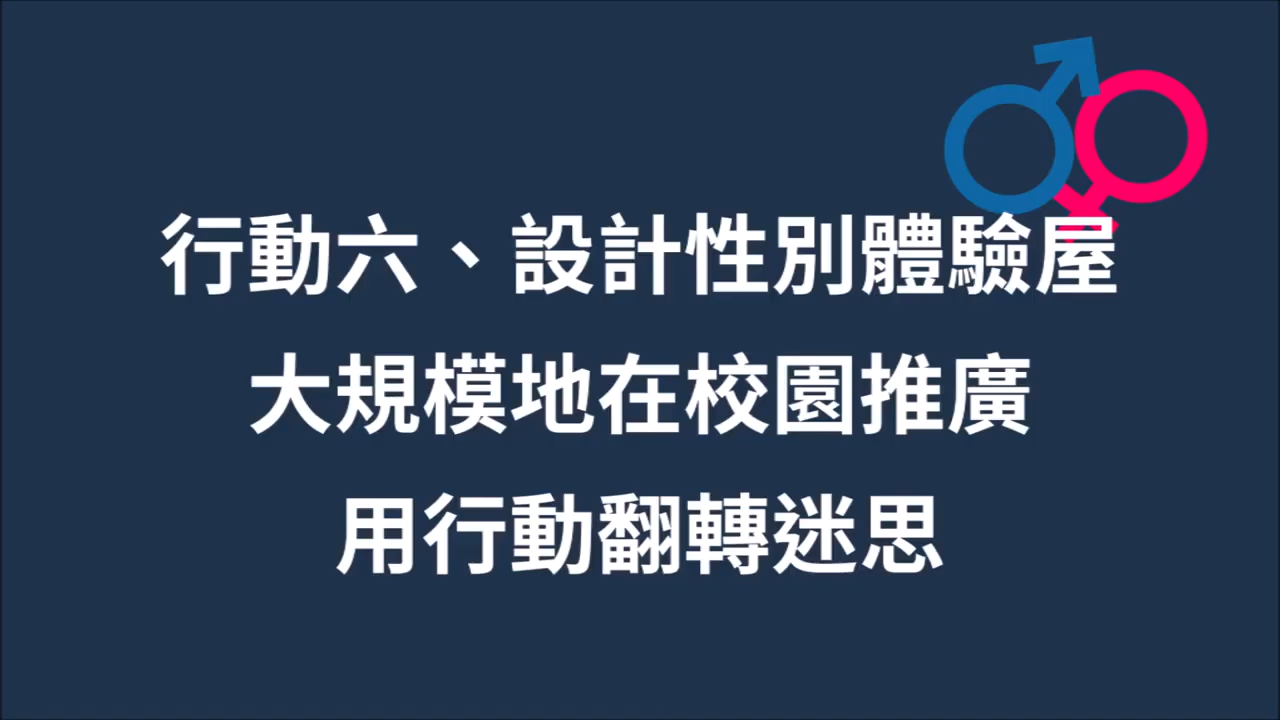 行動六、設計性別體驗屋
大規模地在校園推廣
用行動翻轉迷思